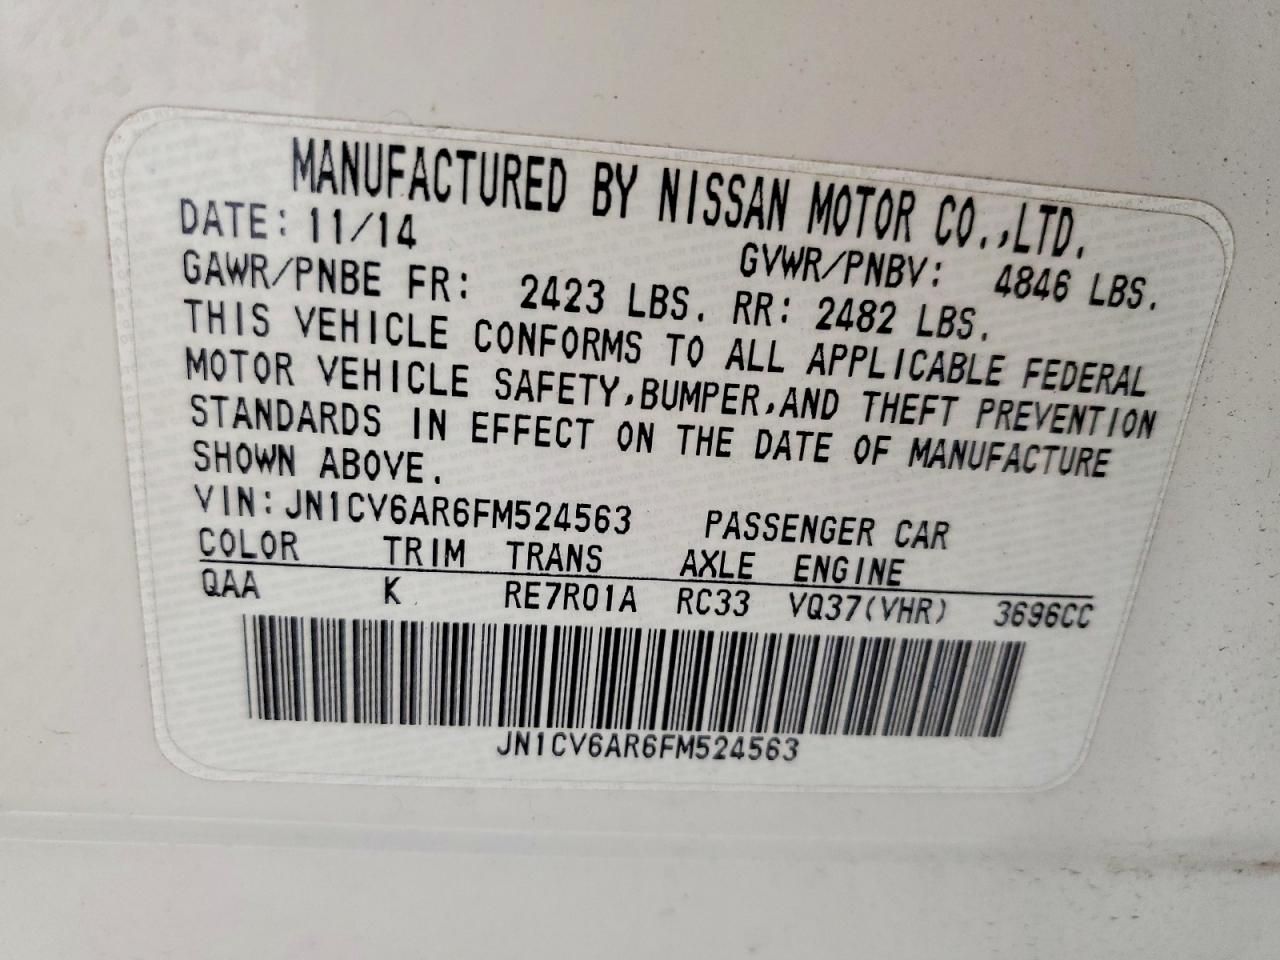 MANUFACTURED BY NISSAN MOTOR CO.,LTD.
DATE: 11/14 GVWR/PNBV: 4846 LBS.
GAWR/PNBE FR: 2423 LBS. RR: 2482 LBS.
THIS VEHICLE CONFORMS TO ALL APPLICABLE FEDERAL
MOTOR VEHICLE SAFETY,BUMPER,AND THEFT PREVENTION
STANDARDS IN EFFECT ON THE DATE OF MANUFACTURE
SHOWN ABOVE.
VIN: JN1CV6AR6FM524563 PASSENGER CAR
COLOR TRIM TRANS AXLE ENGINE
QAA K RE7R01A RC33 VQ37(VHR) 3696CC
JN1CV6AR6FM524563